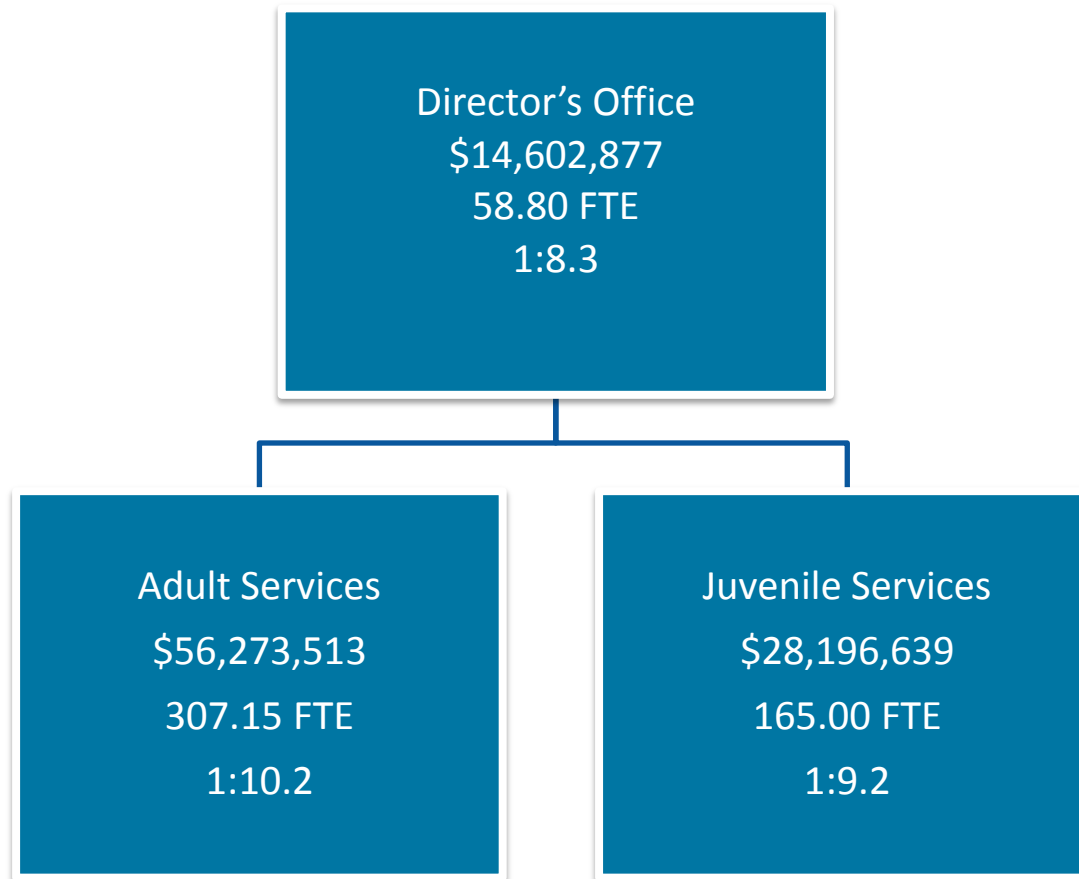 Director’s Office
$14,602,877
58.80 FTE
1:8.3
Adult Services
$56,273,513
307.15 FTE
1:10.2
Juvenile Services
$28,196,639
165.00 FTE
1:9.2